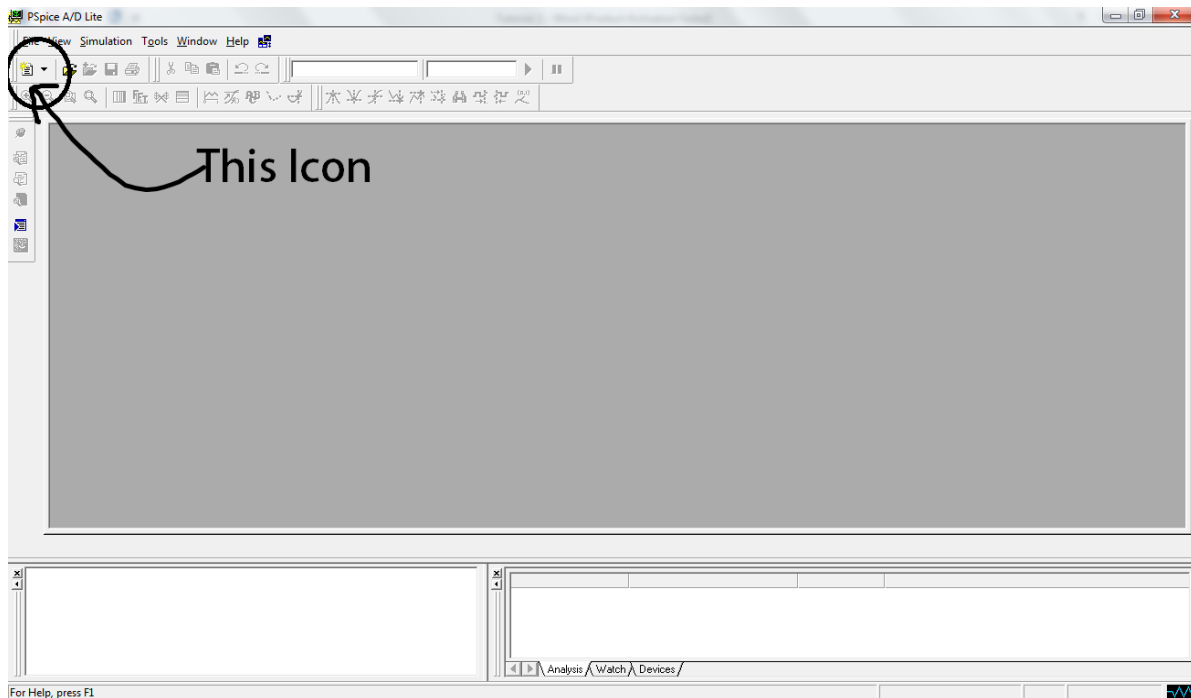 PSpice A/D Lite
File View Simulation Tools Window Help
This Icon
Analysis Watch Devices
For Help, press F1